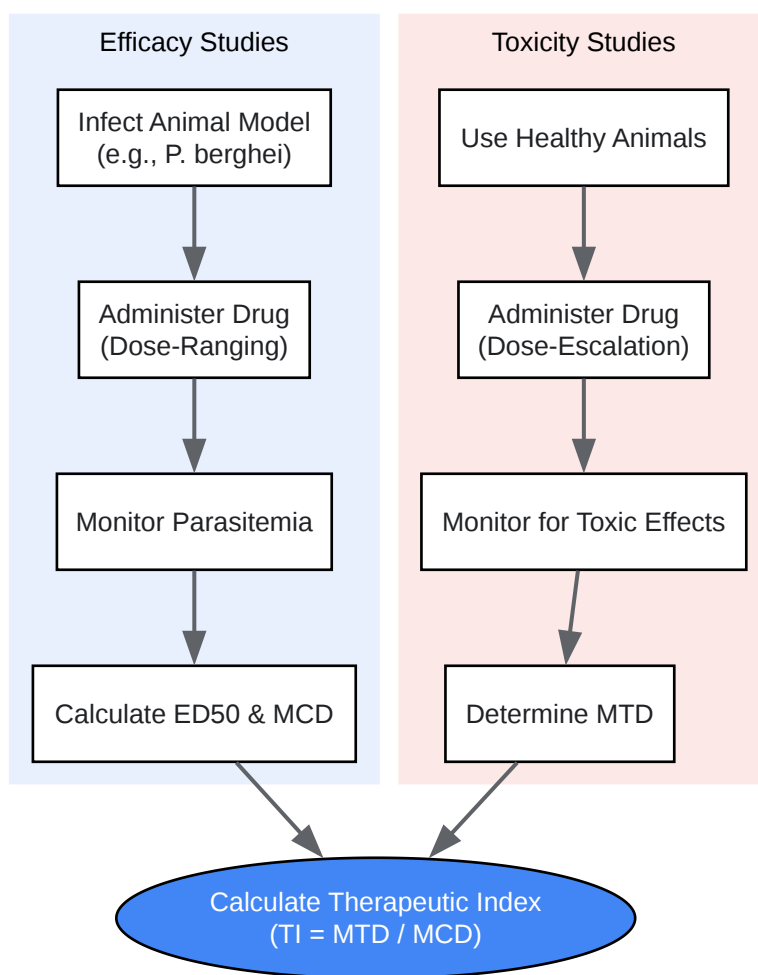 Efficacy Studies
Infect Animal Model
(e.g., P. berghei)
Administer Drug
(Dose-Ranging)
Monitor Parasitemia
Calculate ED50 & MCD
Toxicity Studies
Use Healthy Animals
Administer Drug
(Dose-Escalation)
Monitor for Toxic Effects
Determine MTD
Calculate Therapeutic Index
(TI = MTD / MCD)